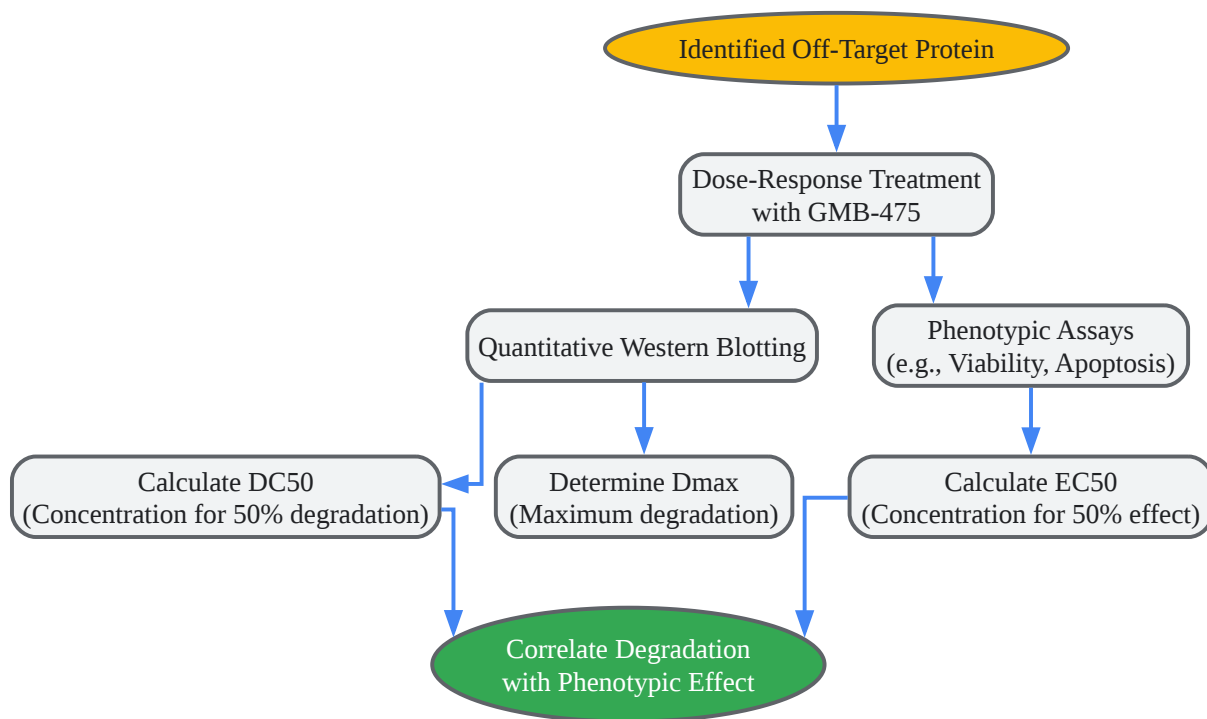 Identified Off-Target Protein
Dose-Response Treatment
with GMB-475
Quantitative Western Blotting
Phenotypic Assays
(e.g., Viability, Apoptosis)
Calculate DC50
(Concentration for 50% degradation)
Determine Dmax
(Maximum degradation)
Calculate EC50
(Concentration for 50% effect)
Correlate Degradation
with Phenotypic Effect